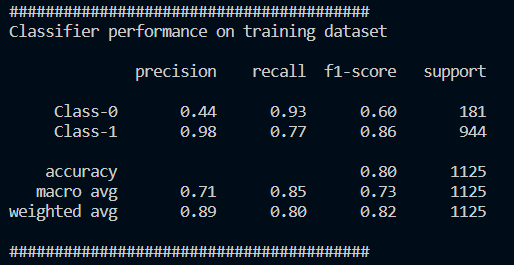 ########################################
Classifier performance on training dataset
precision recall f1-score support
Class-0 0.44 0.93 0.60 181
Class-1 0.98 0.77 0.86 944
accuracy 0.80 1125
macro avg 0.71 0.85 0.73 1125
weighted avg 0.89 0.80 0.82 1125
########################################